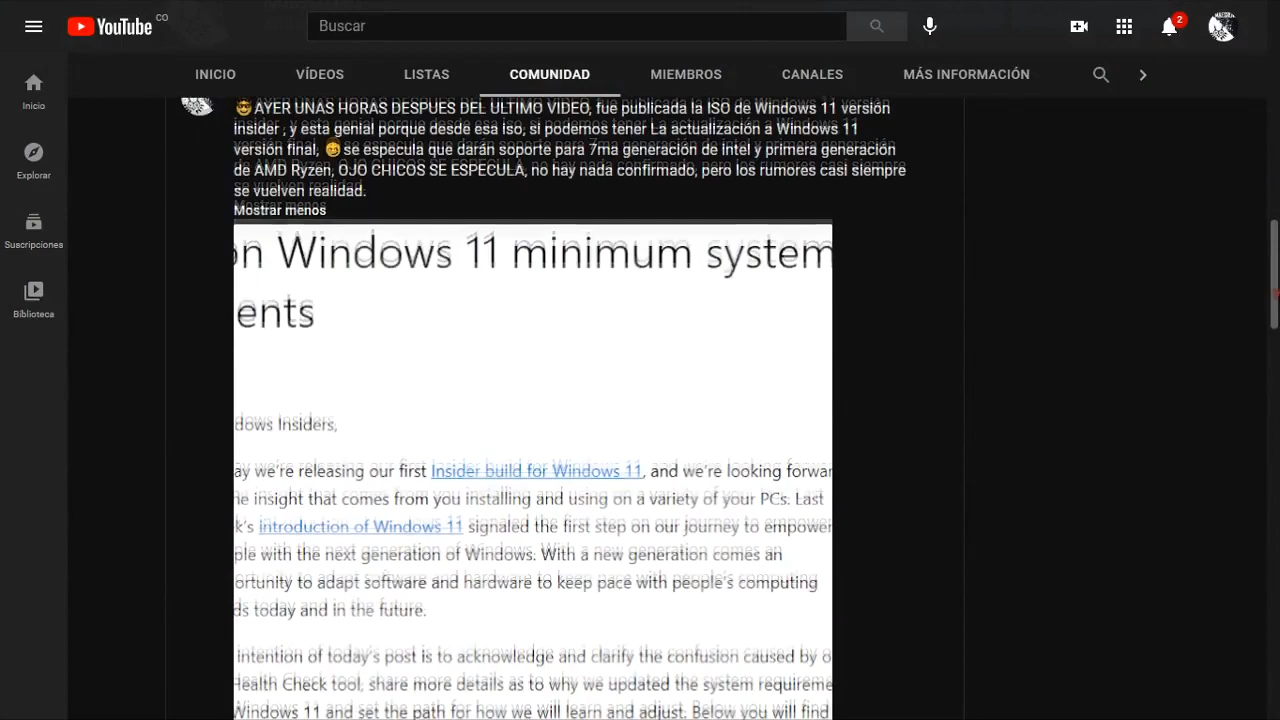 YouTube CO
Buscar
2
INICIO
VÍDEOS
LISTAS
COMUNIDAD
MIEMBROS
CANALES
MÁS INFORMACIÓN
Inicio
Explorar
Suscripciones
Biblioteca
AYER UNAS HORAS DESPUES DEL ULTIMO VIDEO, fue publicada la ISO de Windows 11 versión
insider , y esta genial porque desde esa iso, si podemos tener La actualización a Windows 11
versión final, se especula que darán soporte para 7ma generación de intel y primera generación
de AMD Ryzen, OJO CHICOS SE ESPECULA, no hay nada confirmado, pero los rumores casi siempre
se vuelven realidad.
Mostrar menos
on Windows 11 minimum system
ents
dows Insiders,
ay we're releasing our first Insider build for Windows 11, and we're looking forwar
he insight that comes from you installing and using on a variety of your PCs. Last
k's introduction of Windows 11 signaled the first step on our journey to empower
ple with the next generation of Windows. With a new generation comes an
ortunity to adapt software and hardware to keep pace with people's computing
ds today and in the future.
intention of today's post is to acknowledge and clarify the confusion caused by o
Health Check tool, share more details as to why we updated the system requireme
Windows 11 and set the path for how we will learn and adjust. Below you will find